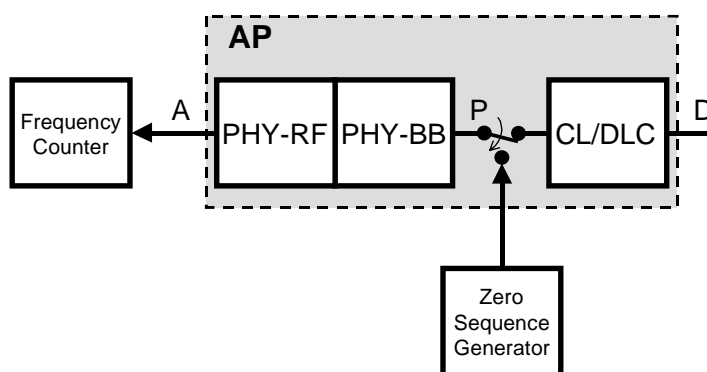 AP
Frequency
Counter
A
PHY-RF
PHY-BB
P
CL/DLC
D
Zero
Sequence
Generator